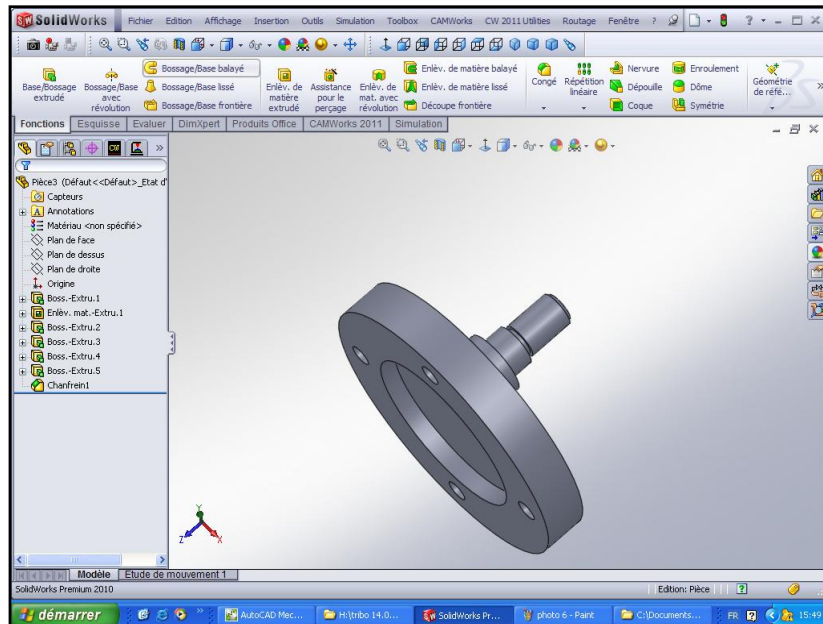 SolidWorks Fichier Edition Affichage Insertion Outils Simulation Toolbox CAMWorks CW 2011 Utilities Routage Fenêtre ?
Base/Bossage extrudé
Bossage/Base avec révolution
Bossage/Base balayé
Bossage/Base lissé
Bossage/Base frontière
Enlèv. de matière extrudé
Assistance pour le perçage
Enlèv. de mat. avec révolution
Enlèv. de matière balayé
Enlèv. de matière lissé
Découpe frontière
Congé
Répétition linéaire
Nervure
Dépouille
Coque
Enroulement
Dôme
Symétrie
Géométrie de réfé...
Fonctions Esquisse Evaluer DimXpert Produits Office CAMWorks 2011 Simulation
Pièce3 (Défaut<<Défaut>_Etat d'
Capteurs
Annotations
Matériau <non spécifié>
Plan de face
Plan de dessus
Plan de droite
Origine
Boss.-Extru.1
Enlèv. mat.-Extru.1
Boss.-Extru.2
Boss.-Extru.3
Boss.-Extru.4
Boss.-Extru.5
Chanfrein1
Y
Z X
Modèle Etude de mouvement 1
SolidWorks Premium 2010 Edition: Pièce
démarrer AutoCAD Mec... H:\tribo 14.0... SolidWorks Pr... photo 6 - Paint C:\Documents... FR 15:49